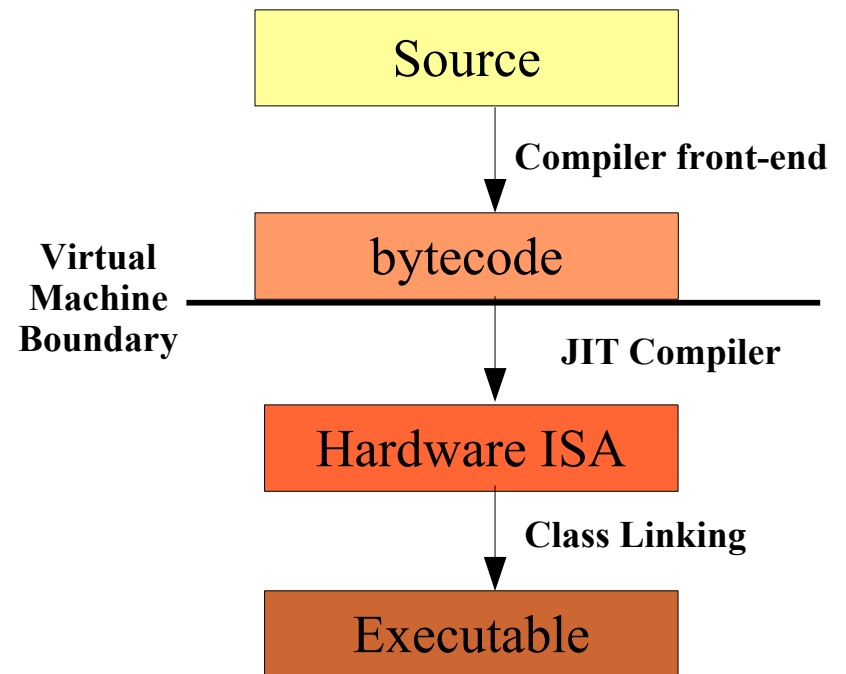 Source
Compiler front-end
bytecode
Virtual
Machine
Boundary
JIT Compiler
Hardware ISA
Class Linking
Executable